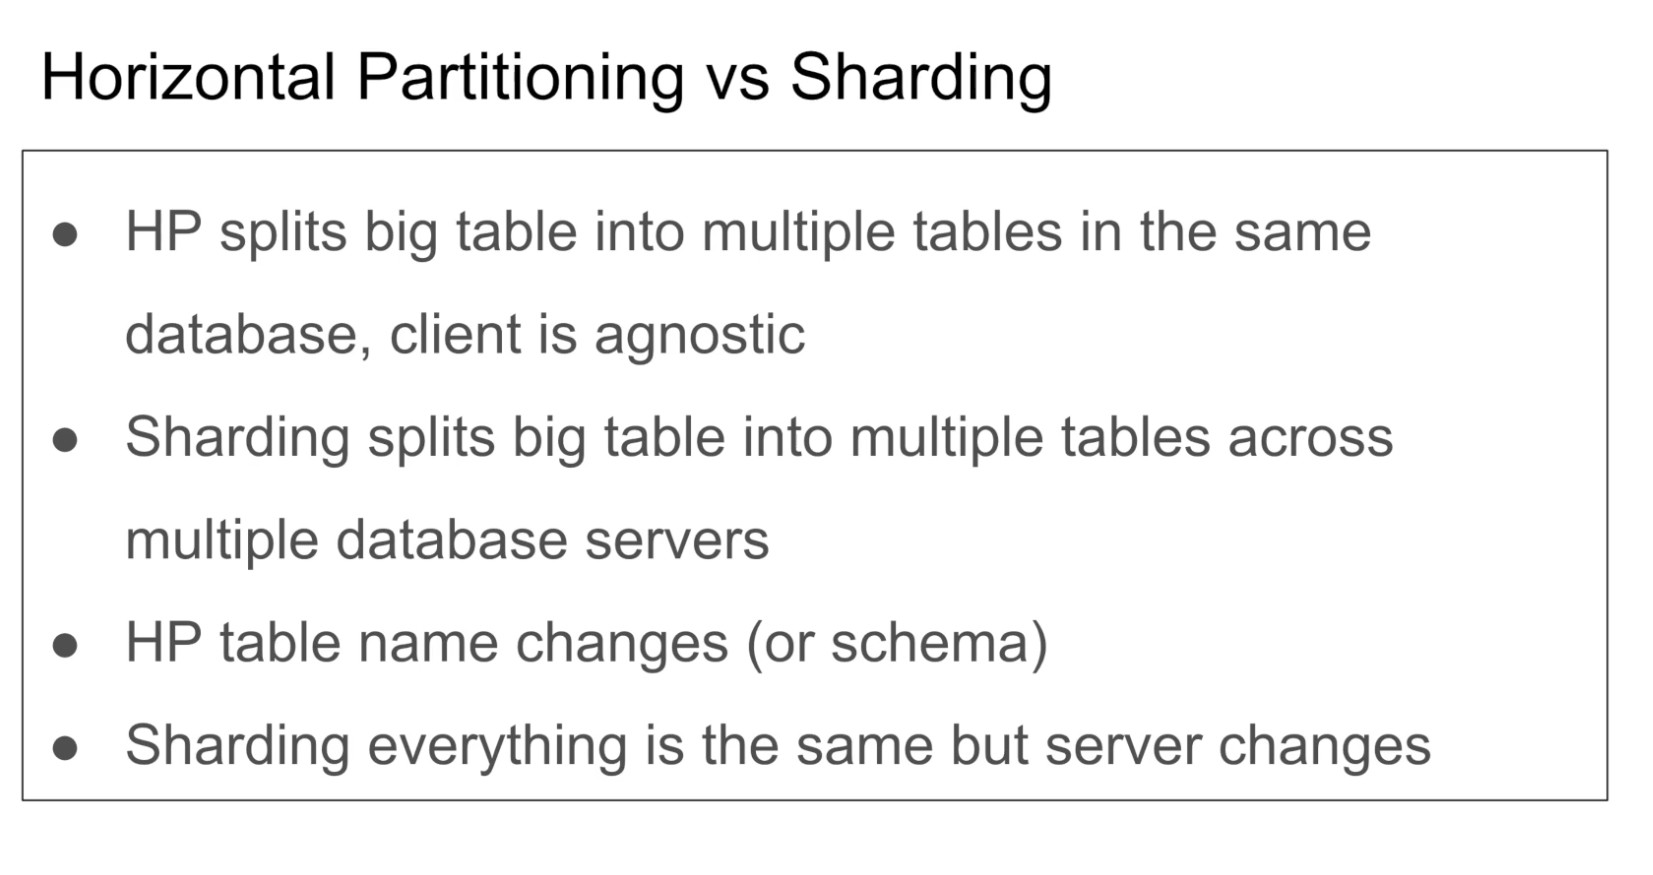 Horizontal Partitioning vs Sharding
● HP splits big table into multiple tables in the same
database, client is agnostic
● Sharding splits big table into multiple tables across
multiple database servers
● HP table name changes (or schema)
● Sharding everything is the same but server changes